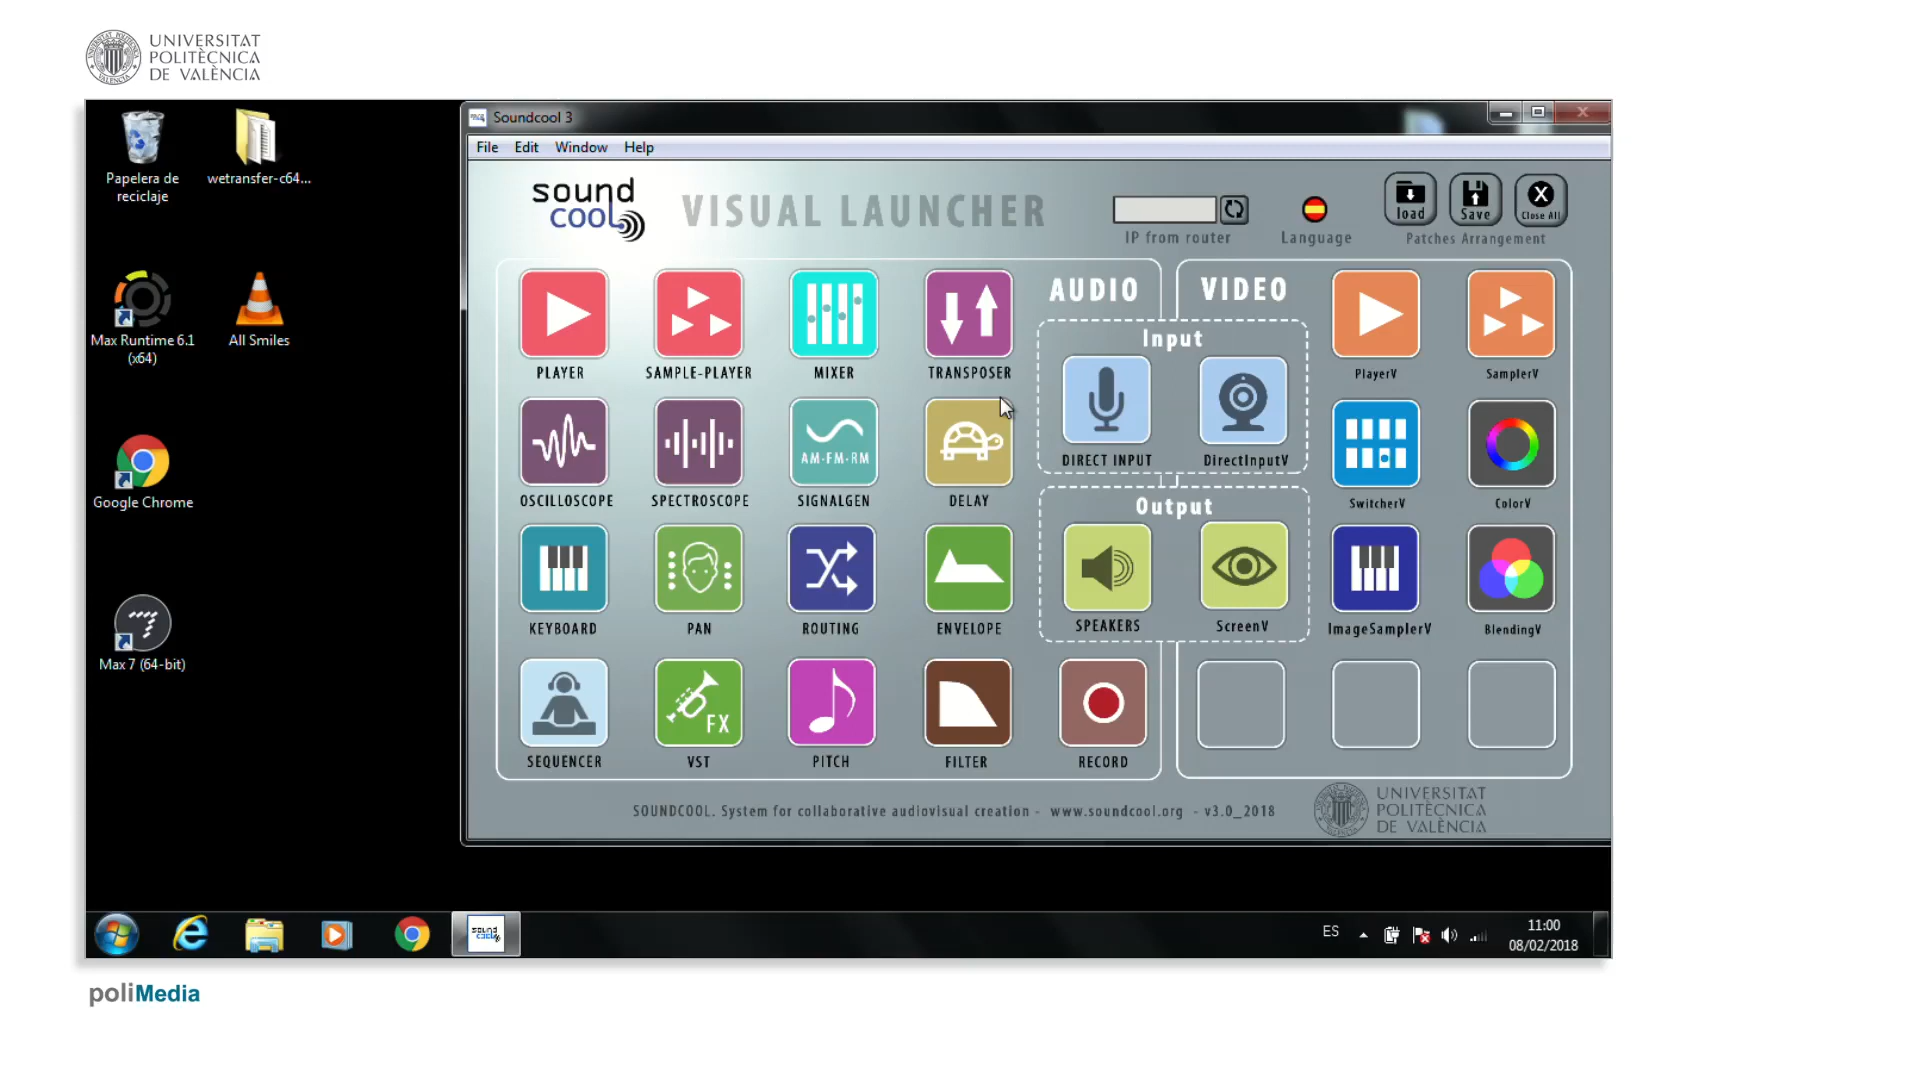 UNIVERSITAT
POLITÈCNICA
DE VALÈNCIA
Papelera de
reciclaje
wetransfer-c64...
Max Runtime 6.1
(x64)
All Smiles
Google Chrome
Max 7 (64-bit)
Soundcool 3
File Edit Window Help
sound
cool
VISUAL LAUNCHER
IP from router
Language
load
Save
Close All
Patches Arrangement
AUDIO
VIDEO
PLAYER
SAMPLE-PLAYER
MIXER
TRANSPOSER
Input
DIRECT INPUT
DirectInputV
PlayerV
SamplerV
OSCILLOSCOPE
SPECTROSCOPE
AM-FM-RM
SIGNALGEN
DELAY
Output
SwitcherV
ColorV
KEYBOARD
PAN
ROUTING
ENVELOPE
SPEAKERS
ScreenV
ImageSamplerV
BlendingV
SEQUENCER
FX
VST
PITCH
FILTER
RECORD
SOUNDCOOL. System for collaborative audiovisual creation - www.soundcool.org - v3.0_2018
UNIVERSITAT
POLITÈCNICA
DE VALÈNCIA
sound
cool
ES
11:00
08/02/2018
poliMedia